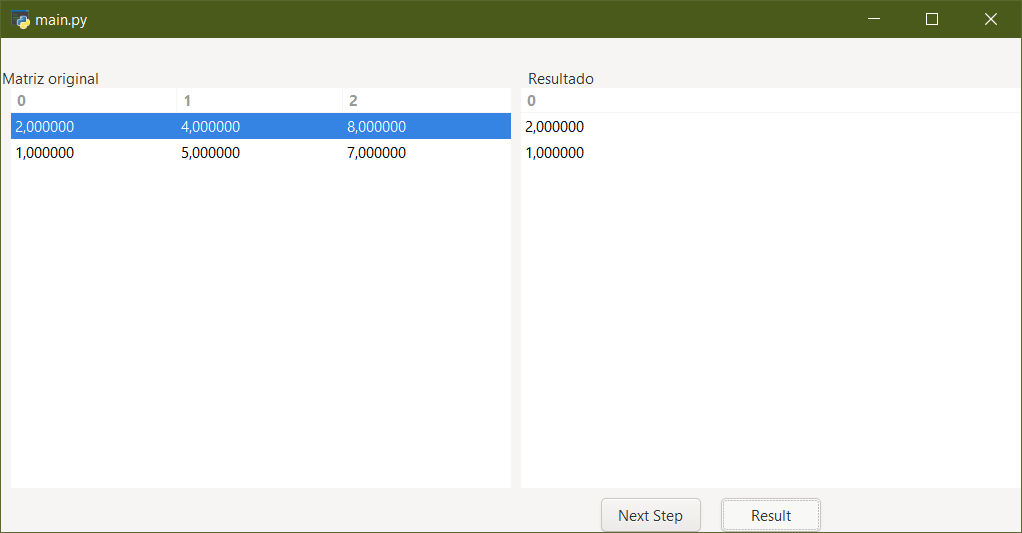 main.py
Matriz original
0 1 2
2,000000 4,000000 8,000000
1,000000 5,000000 7,000000
Resultado
0
2,000000
1,000000
Next Step
Result